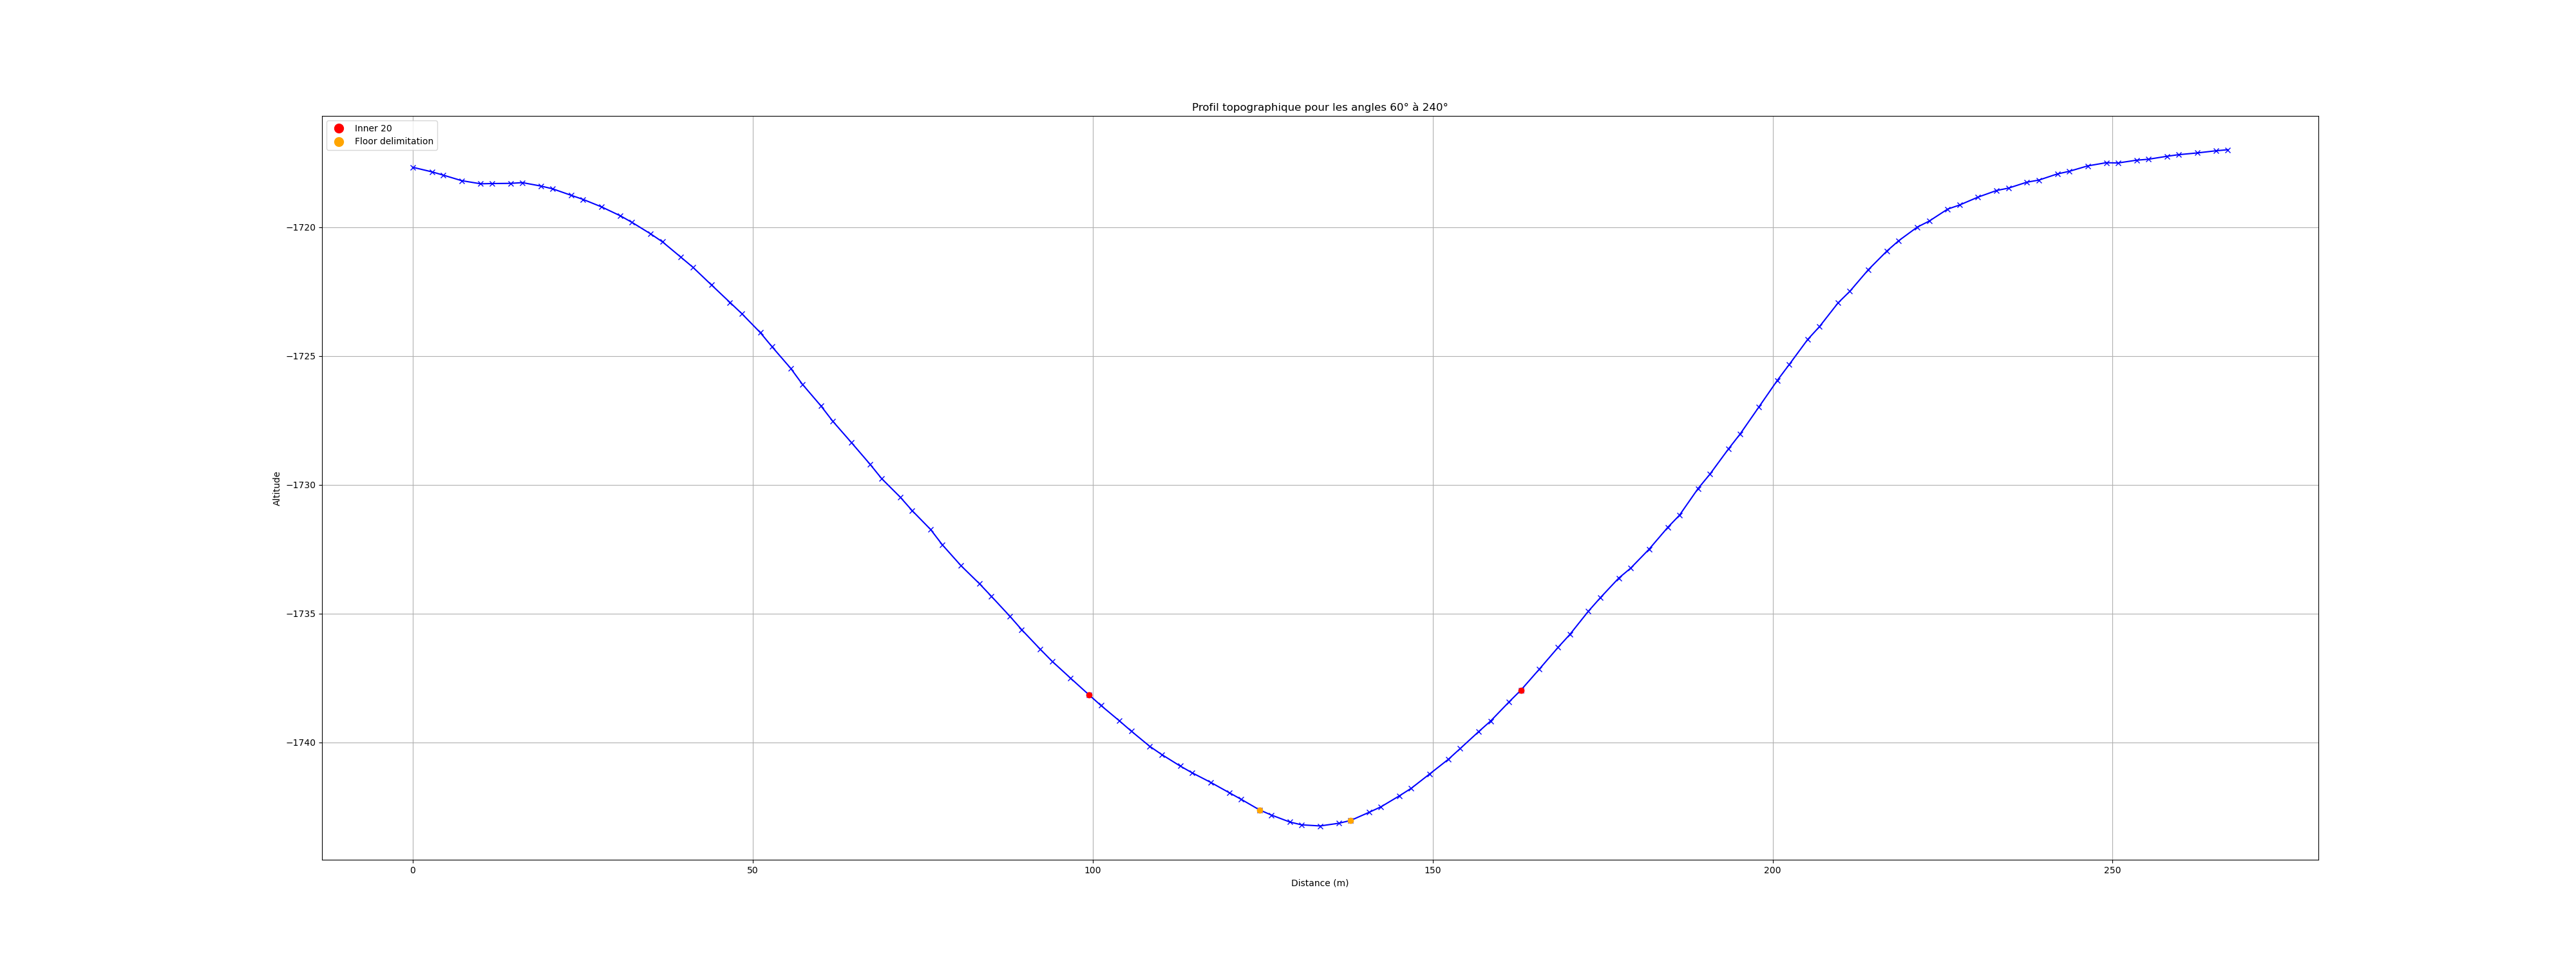 Profil topographique pour les angles 60° à 240°
Inner 20
Floor delimitation
−1720
−1725
−1730
−1735
−1740
Altitude
0
50
100
150
200
250
Distance (m)